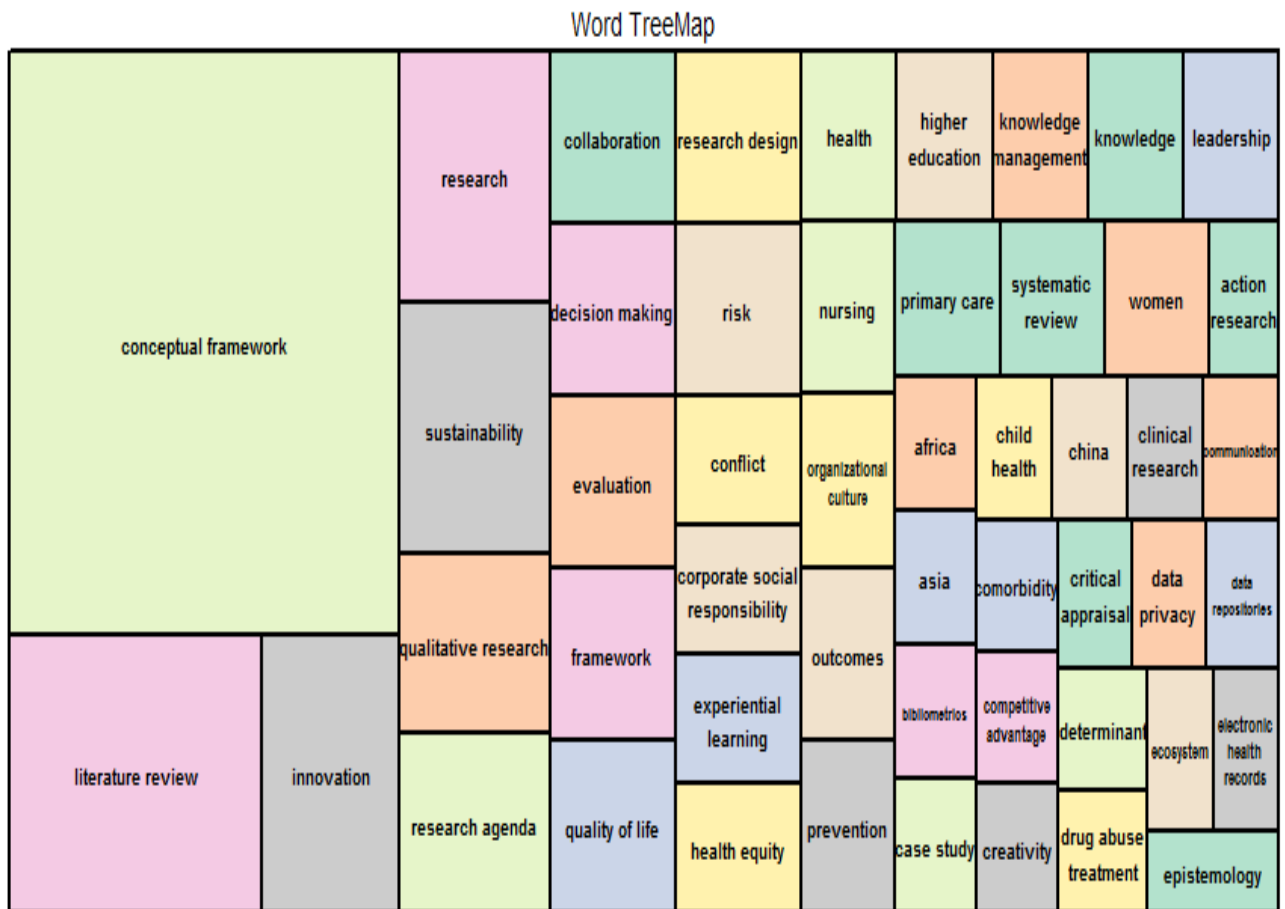 Word TreeMap
conceptual framework
literature review
innovation
research
sustainability
qualitative research
research agenda
collaboration
decision making
evaluation
framework
quality of life
research design
risk
conflict
corporate social
responsibility
experiential
learning
health equity
health
nursing
organizational
culture
outcomes
prevention
higher
education
knowledge
management
knowledge
leadership
primary care
systematic
review
women
action
research
africa
child
health
china
clinical
research
communication
asia
comorbidity
critical
appraisal
data
privacy
data
repositories
bibliometrics
competitive
advantage
determinant
ecosystem
electronic
health
records
case study
creativity
drug abuse
treatment
epistemology